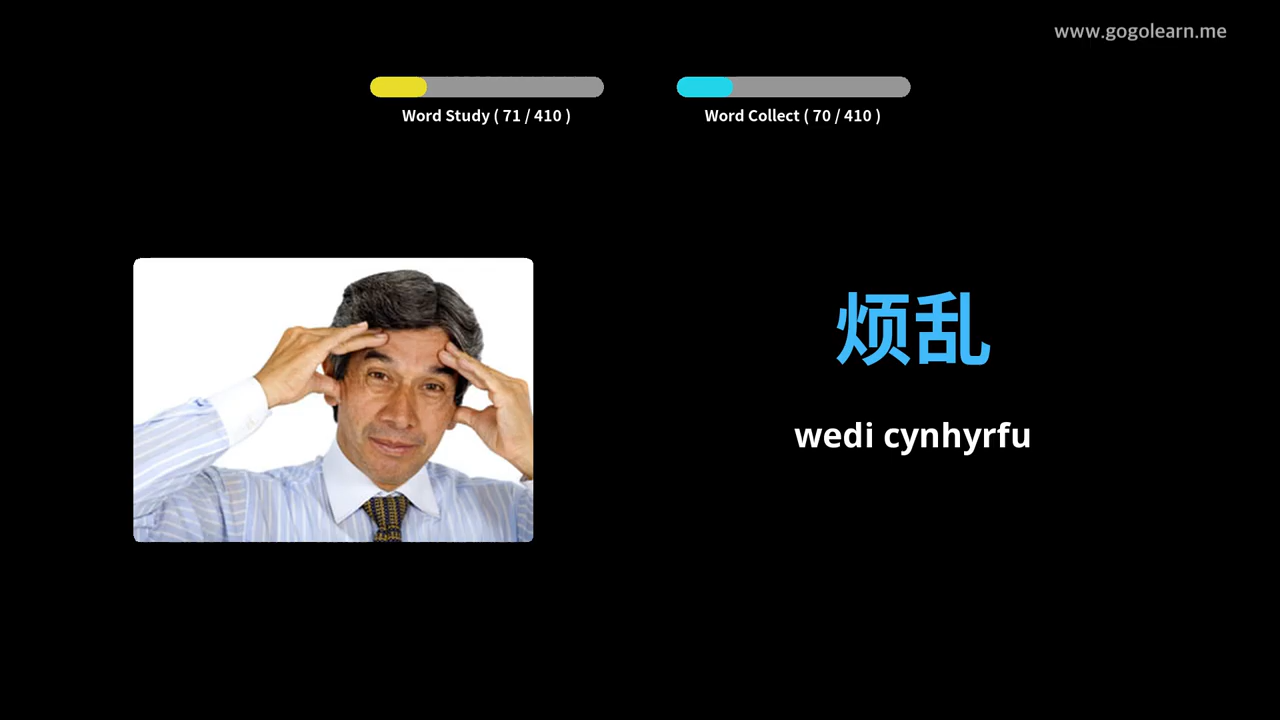 www.gogolearn.me
Word Study ( 71 / 410 )
Word Collect ( 70 / 410 )
烦乱
wedi cynhyrfu